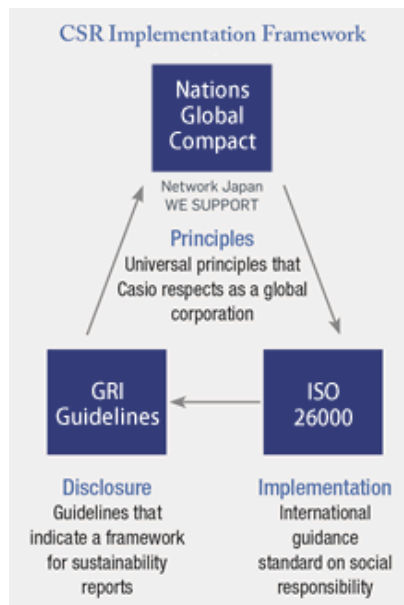 CSR Implementation Framework
Nations
Global
Compact
Network Japan
WE SUPPORT
Principles
Universal principles that
Casio respects as a global
corporation
GRI
Guidelines
ISO
26000
Disclosure
Guidelines that
indicate a framework
for sustainability
reports
Implementation
International
guidance
standard on social
responsibility